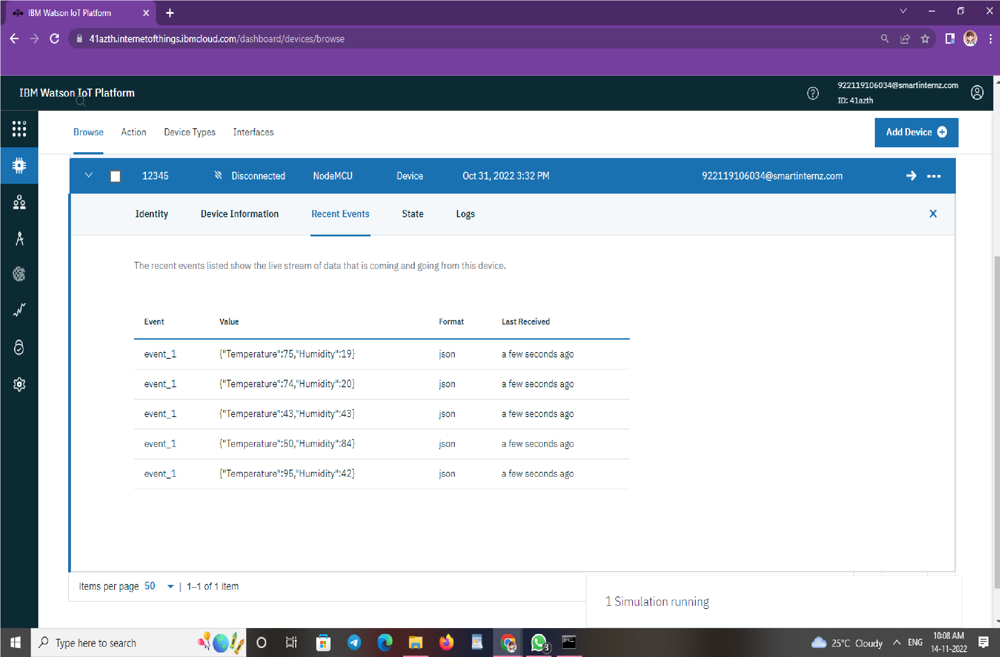 IBM Watson IoT Platform
41azth.internetofthings.ibmcloud.com/dashboard/devices/browse
IBM Watson IoT Platform
922119106034@smartinternz.com
ID: 41azth
Browse Action Device Types Interfaces
Add Device
12345 Disconnected NodeMCU Device Oct 31, 2022 3:32 PM 922119106034@smartinternz.com
Identity Device Information Recent Events State Logs
The recent events listed show the live stream of data that is coming and going from this device.
Event Value Format Last Received
event_1 {"Temperature":75,"Humidity":19} json a few seconds ago
event_1 {"Temperature":74,"Humidity":20} json a few seconds ago
event_1 {"Temperature":43,"Humidity":43} json a few seconds ago
event_1 {"Temperature":50,"Humidity":84} json a few seconds ago
event_1 {"Temperature":95,"Humidity":42} json a few seconds ago
Items per page 50 | 1–1 of 1 item
1 Simulation running
Type here to search
3
25°C Cloudy
ENG
10:08 AM
14-11-2022